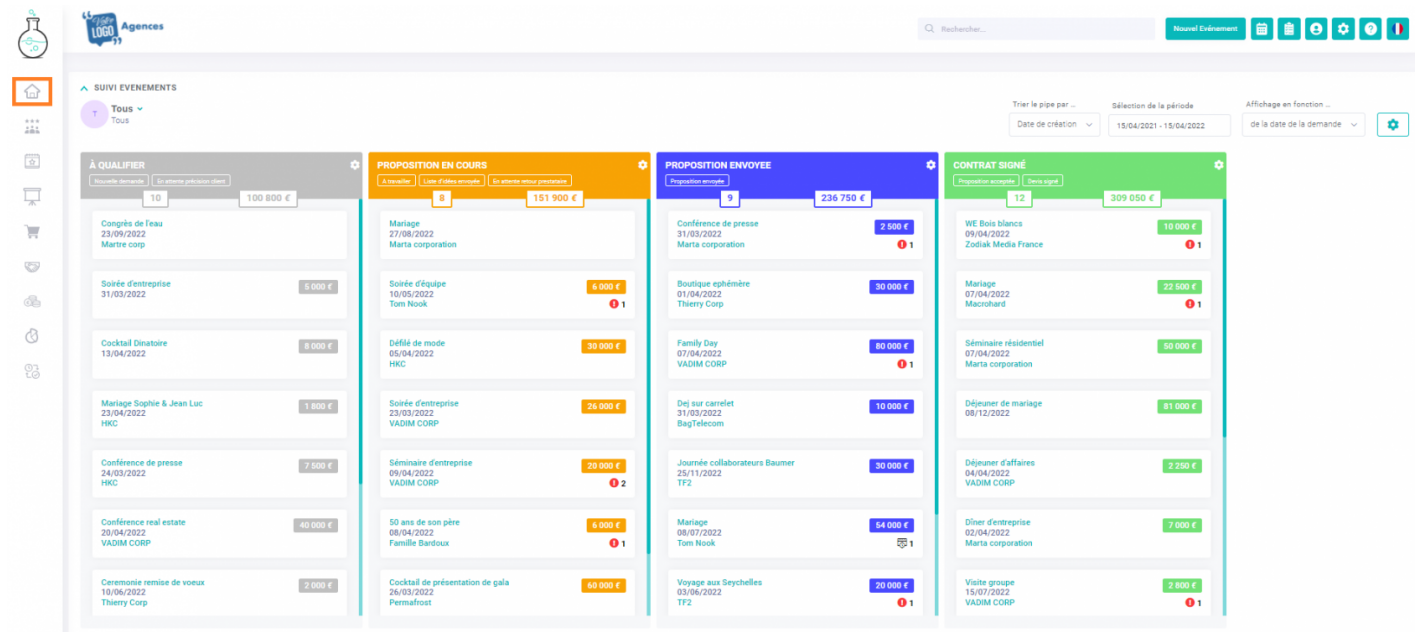 Votre
LOGO
Agences
Rechercher...
Nouvel Evénement
SUIVI EVENEMENTS
T
Tous
Tous
Trier le pipe par ...
Date de création
Sélection de la période
15/04/2021 - 15/04/2022
Affichage en fonction ...
de la date de la demande
À QUALIFIER
Nouvelle demande
En attente précision client
10
100 800 €
Congrès de l'eau
23/09/2022
Martre corp
Soirée d'entreprise
5 000 €
31/03/2022
Cocktail Dinatoire
8 000 €
13/04/2022
Mariage Sophie & Jean Luc
1 800 €
23/04/2022
HKC
Conférence de presse
7 500 €
24/03/2022
HKC
Conférence real estate
40 000 €
20/04/2022
VADIM CORP
Ceremonie remise de voeux
2 000 €
10/06/2022
Thierry Corp
PROPOSITION EN COURS
A travailler
Liste d'idées envoyée
En attente retour prestataire
8
151 900 €
Mariage
27/08/2022
Marta corporation
Soirée d'équipe
6 000 €
10/05/2022
Tom Nook
1
Défilé de mode
30 000 €
05/04/2022
HKC
Soirée d'entreprise
26 000 €
23/03/2022
VADIM CORP
Séminaire d'entreprise
20 000 €
09/04/2022
VADIM CORP
2
50 ans de son père
6 000 €
08/04/2022
Famille Bardoux
1
Cocktail de présentation de gala
60 000 €
26/03/2022
Permafrost
PROPOSITION ENVOYEE
Proposition envoyée
9
236 750 €
Conférence de presse
2 500 €
31/03/2022
Marta corporation
1
Boutique ephémère
30 000 €
01/04/2022
Thierry Corp
Family Day
80 000 €
07/04/2022
VADIM CORP
1
Dej sur carrelet
10 000 €
31/03/2022
BagTelecom
Journée collaborateurs Baumer
30 000 €
25/11/2022
TF2
Mariage
54 000 €
08/07/2022
Tom Nook
1
Voyage aux Seychelles
20 000 €
03/06/2022
TF2
1
CONTRAT SIGNÉ
Proposition acceptée
Devis signé
12
309 050 €
WE Bois blancs
10 000 €
09/04/2022
Zodiak Media France
1
Mariage
22 500 €
07/04/2022
Macrohard
1
Séminaire résidentiel
50 000 €
07/04/2022
Marta corporation
Déjeuner de mariage
81 000 €
08/12/2022
Déjeuner d'affaires
2 250 €
04/04/2022
VADIM CORP
Dîner d'entreprise
7 000 €
02/04/2022
Marta corporation
Visite groupe
2 800 €
15/07/2022
VADIM CORP
1